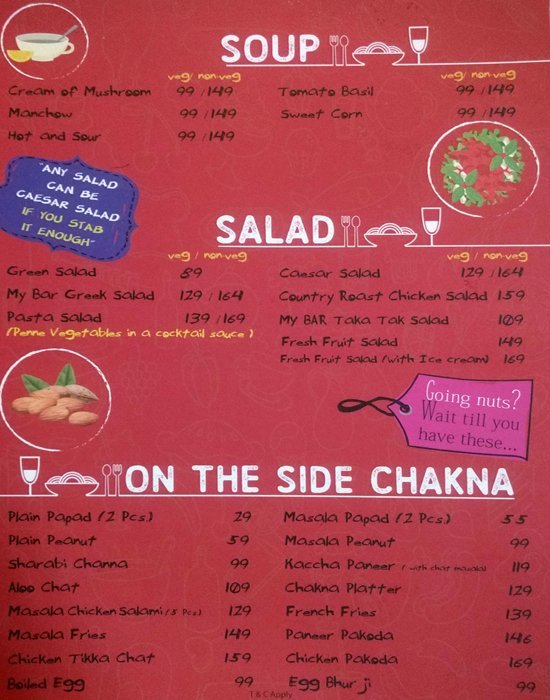 SOUP
veg/ non-veg
Cream of Mushroom 99 /149
Manchow 99 /149
Hot and Sour 99 /149
veg/ non-veg
Tomato Basil 99 /149
Sweet Corn 99 /149
"ANY SALAD
CAN BE
CAESAR SALAD
IF YOU STAB
IT ENOUGH"
SALAD
veg / non-veg
Green Salad 89
My Bar Greek Salad 129 / 164
Pasta Salad 139 /169
(Penne Vegetables in a cocktail sauce )
veg / non-veg
Caesar Salad 129 /164
Country Roast Chicken Salad 159
My BAR Taka Tak Salad 109
Fresh Fruit Salad 149
Fresh Fruit Salad (with Ice cream) 169
Going nuts?
Wait till you
have these...
ON THE SIDE CHAKNA
Plain Papad (2 Pcs.) 29
Plain Peanut 59
Sharabi Channa 99
Aloo Chat 109
Masala Chicken Salami (5 Pcs) 129
Masala Fries 149
Chicken Tikka Chat 159
Boiled Egg 99
Masala Papad (2 Pcs.) 55
Masala Peanut 99
Kaccha Paneer (with chat masala) 119
Chakna Platter 129
French Fries 139
Paneer Pakoda 146
Chicken Pakoda 169
Egg Bhurji 99
T & C Apply